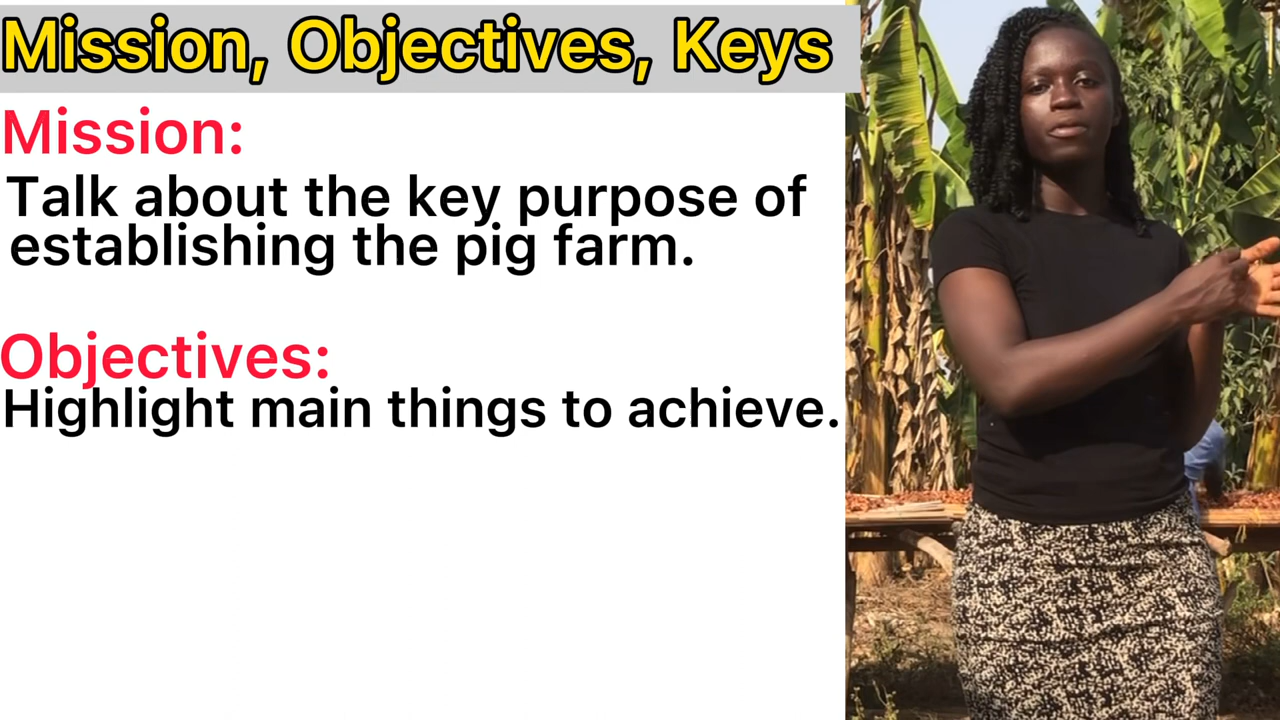 Mission, Objectives, Keys
Mission:
Talk about the key purpose of
establishing the pig farm.
Objectives:
Highlight main things to achieve.